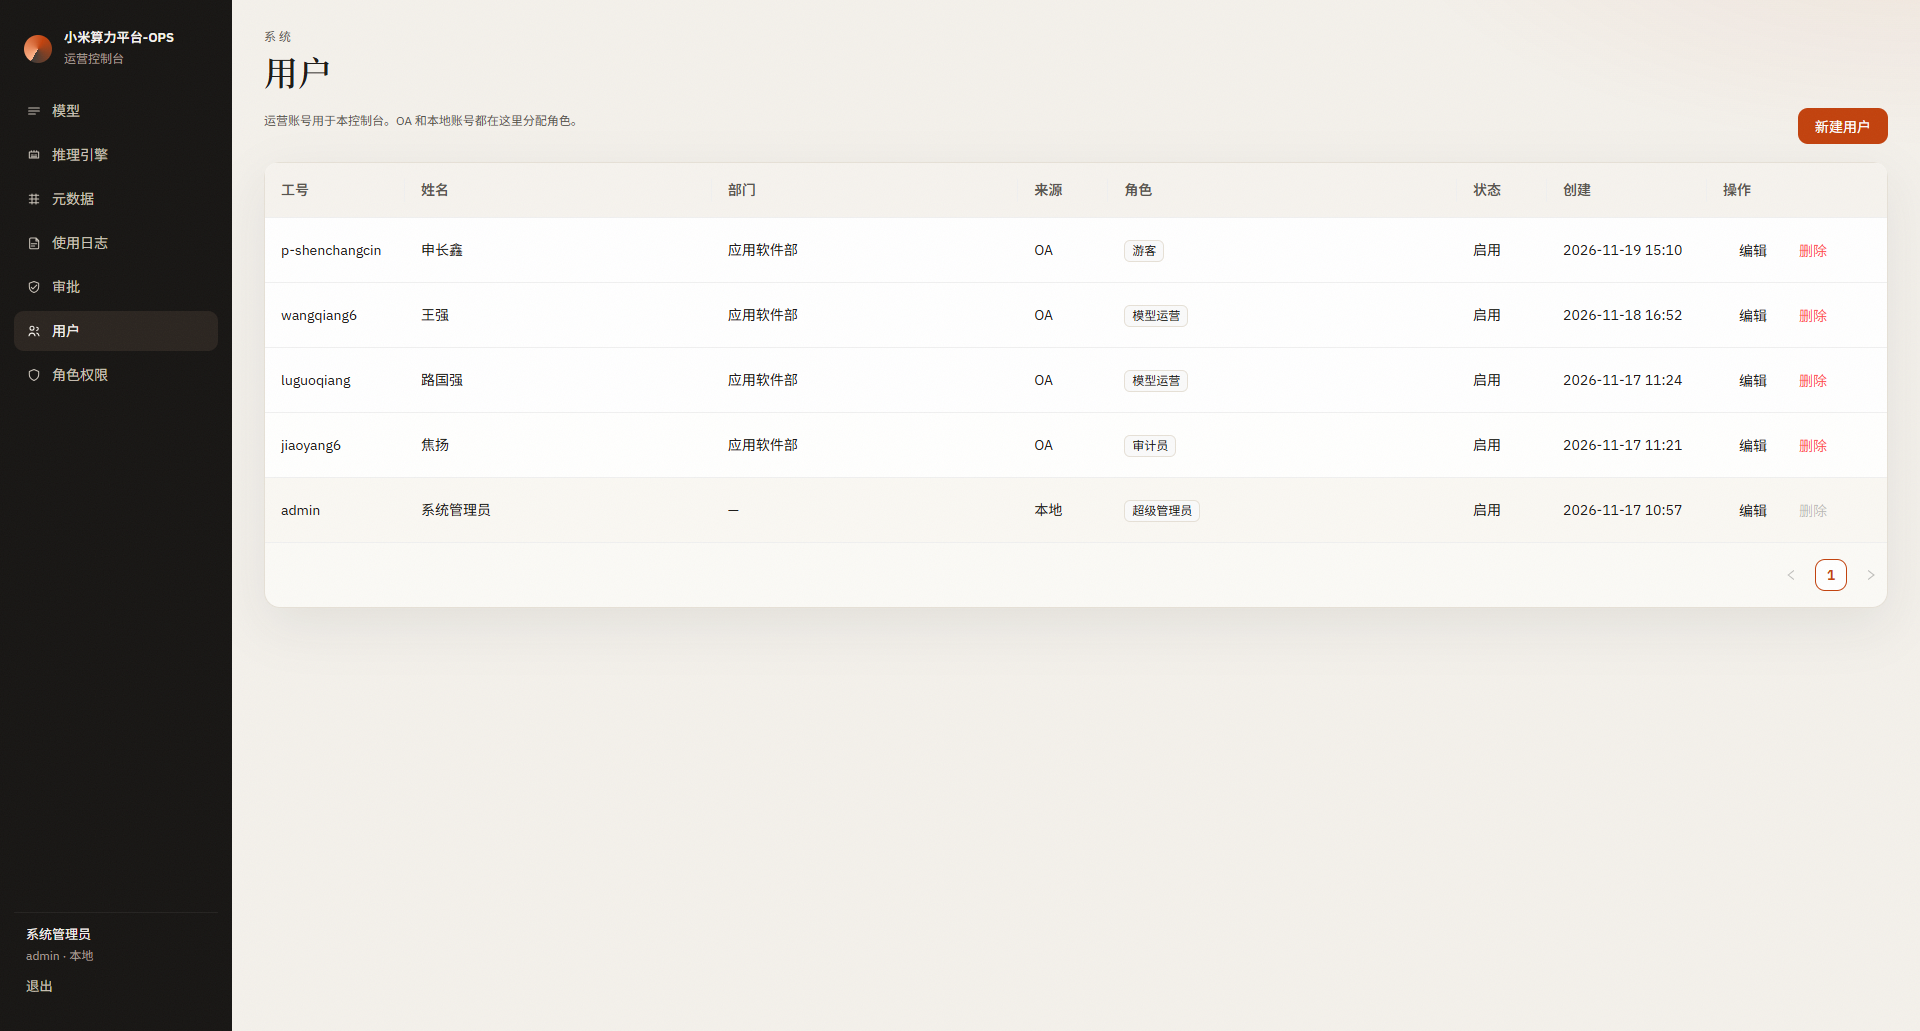 小米算力平台-OPS
运营控制台
模型
推理引擎
元数据
使用日志
审批
用户
角色权限
系统管理员
admin · 本地
退出
系统
用户
运营账号用于本控制台。OA 和本地账号都在这里分配角色。
新建用户
工号 姓名 部门 来源 角色 状态 创建 操作
p-shenchangcin 申长鑫 应用软件部 OA 游客 启用 2026-11-19 15:10 编辑 删除
wangqiang6 王强 应用软件部 OA 模型运营 启用 2026-11-18 16:52 编辑 删除
luguoqiang 路国强 应用软件部 OA 模型运营 启用 2026-11-17 11:24 编辑 删除
jiaoyang6 焦扬 应用软件部 OA 审计员 启用 2026-11-17 11:21 编辑 删除
admin 系统管理员 — 本地 超级管理员 启用 2026-11-17 10:57 编辑 删除
< 1 >